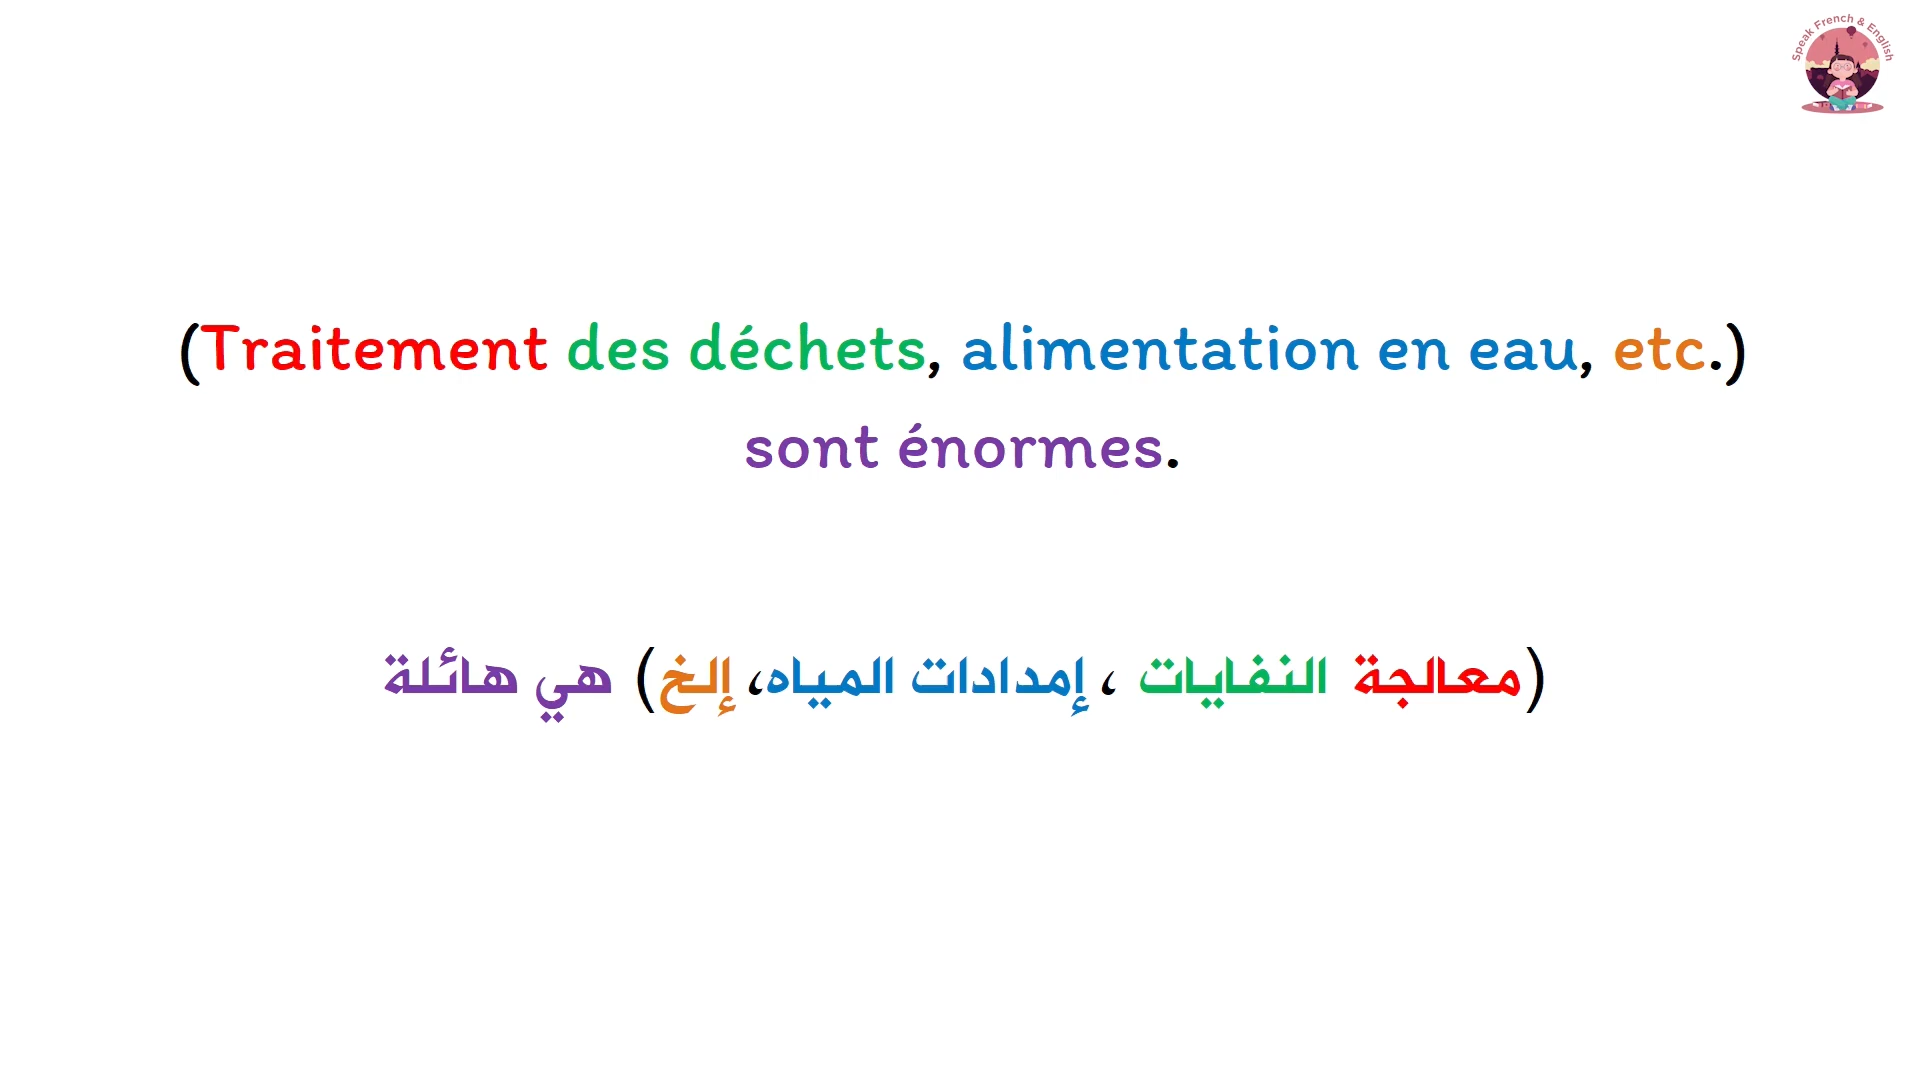 Speak French & English
(Traitement des déchets, alimentation en eau, etc.)
sont énormes.
(معالجة النفايات ، إمدادات المياه، إلخ) هي هائلة